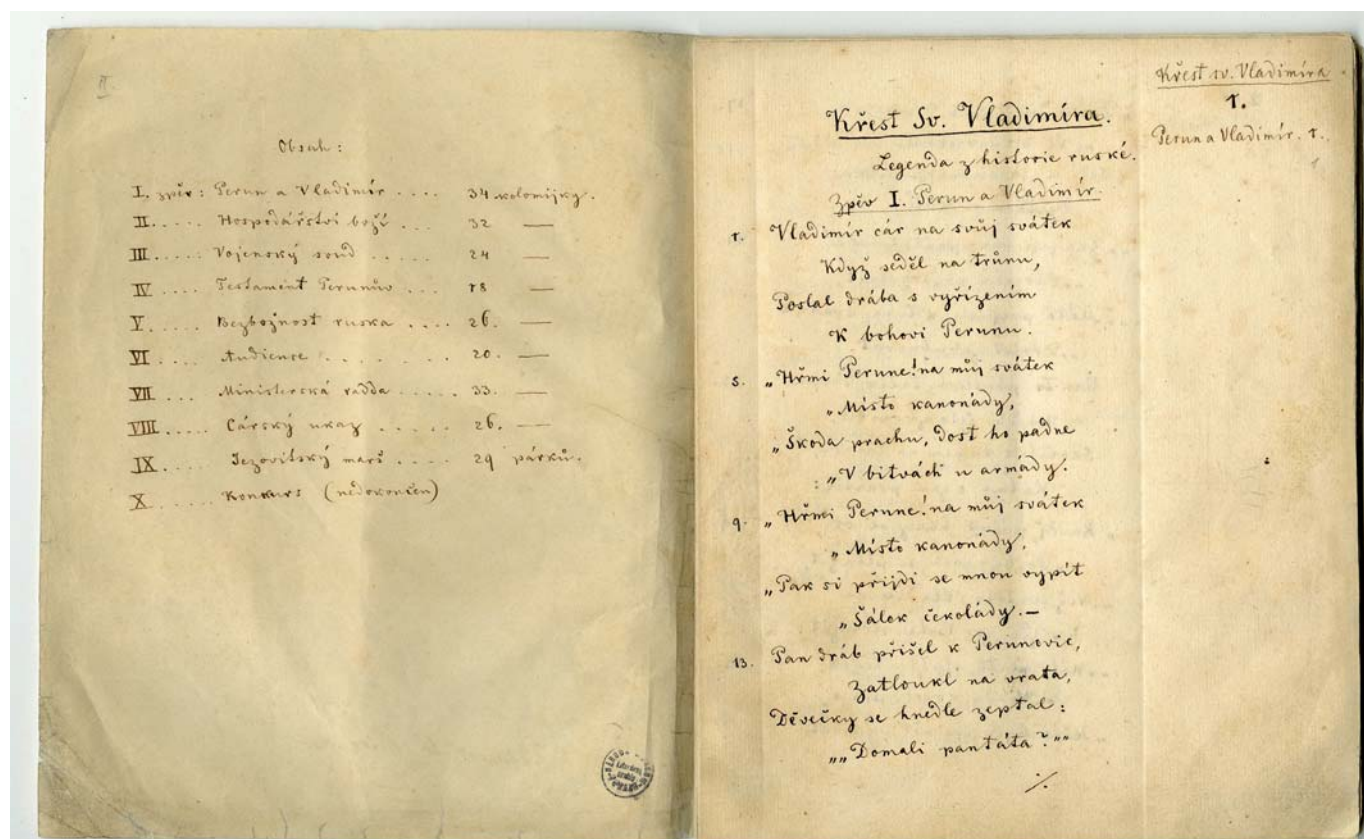 II.
Obsah:
I. zpěv: Perun a Vladimír .... 34 kolomijky.
II..... Hospodářství boží ... 32 —
III....: Vojenský soud ..... 24 —
IV .... Testament Perunův ... 18 —
V ..... Bezbožnost ruska .... 26. —
VI .... Audience ....... 20. —
VII .... Ministerská radda ..... 33. —
VIII .... Cárský ukaz ..... 26. —
IX ..... Jezovitský marš .... 29 párků.
X ..... Konkurs (nedokončen)
Křest sv. Vladimíra
1.
Perun a Vladimír. 1.
1
Křest Sv. Vladimíra.
Legenda z historie ruské.
Zpěv I. Perun a Vladimír.
1. Vladimír cár na svůj svátek
Když seděl na trůnu,
Poslal drába s vyřízením
K bohovi Perunu.
5. „Hřmi Perune! na můj svátek
„Místo kanonády,
„Škoda prachu, dost ho padne
„V bitvách u armády.
9. „Hřmi Perune! na můj svátek
„Místo kanonády,
„Pak si přijdi se mnou vypít
„Šálek čekolády. —
13. Pan dráb přišel k Perunovic,
Zatloukl na vrata,
Děvečky se hnedle zeptal:
„„Domali pantáta?““
./.